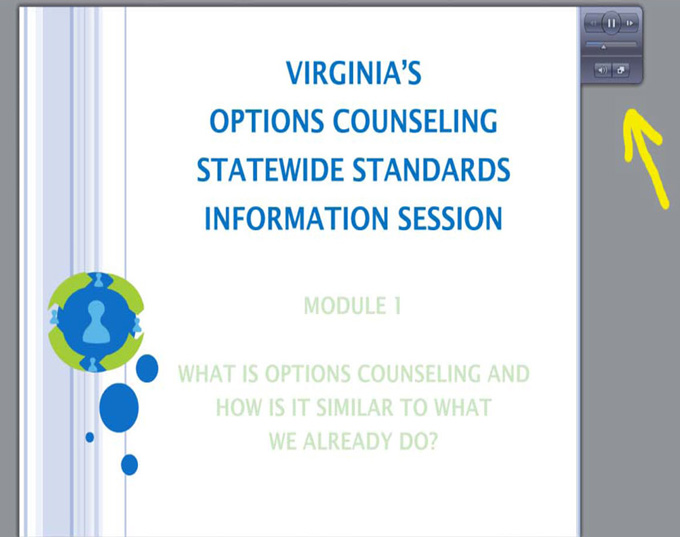 VIRGINIA'S
OPTIONS COUNSELING
STATEWIDE STANDARDS
INFORMATION SESSION
MODULE 1
WHAT IS OPTIONS COUNSELING AND
HOW IS IT SIMILAR TO WHAT
WE ALREADY DO?